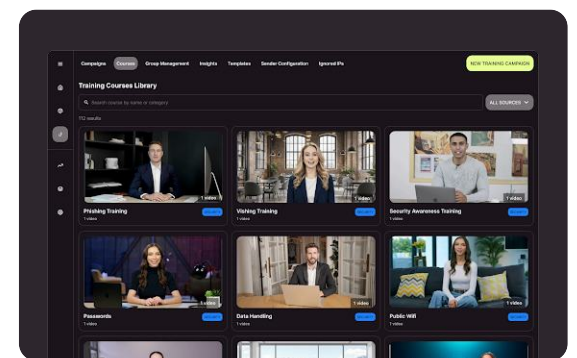 Campaigns Courses Group Management Insights Templates Sender Configuration Ignored IPs NEW TRAINING CAMPAIGN
Training Courses Library
Search course by name or category ALL SOURCES
112 results
1 video 1 video 1 video
Phishing Training Vishing Training Security Awareness Training
1 video 1 video 1 video
1 video 1 video 1 video
Passwords Data Handling Public Wifi
1 video 1 video 1 video